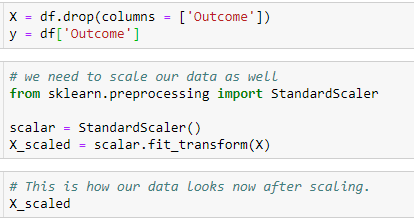 X = df.drop(columns = ['Outcome'])
y = df['Outcome']
# we need to scale our data as well
from sklearn.preprocessing import StandardScaler
scalar = StandardScaler()
X_scaled = scalar.fit_transform(X)
# This is how our data looks now after scaling.
X_scaled